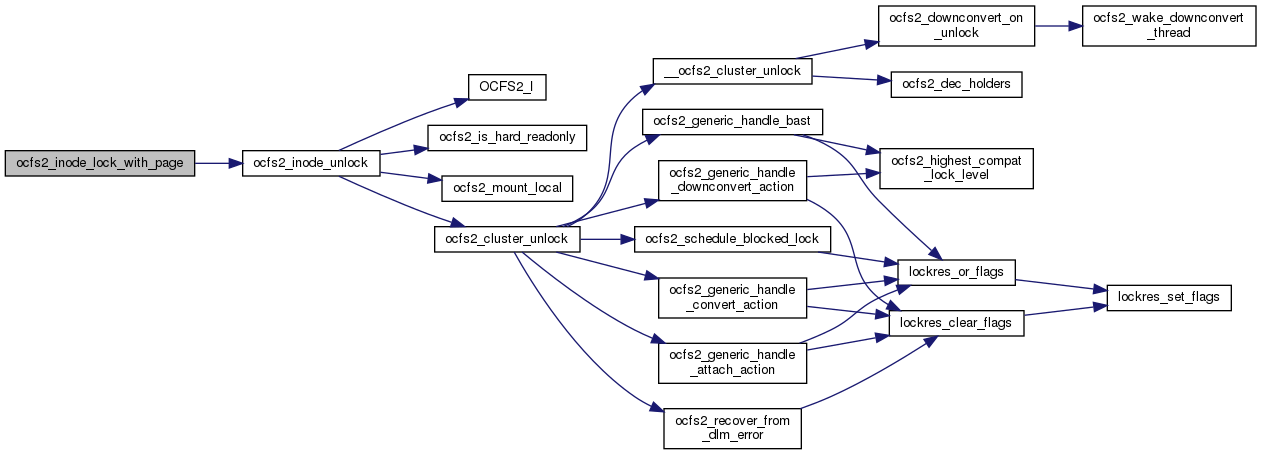 ocfs2_inode_lock_with_page
ocfs2_inode_unlock
OCFS2_I
ocfs2_is_hard_readonly
ocfs2_mount_local
ocfs2_cluster_unlock
__ocfs2_cluster_unlock
ocfs2_generic_handle_bast
ocfs2_generic_handle
_downconvert_action
ocfs2_schedule_blocked_lock
ocfs2_generic_handle
_convert_action
ocfs2_generic_handle
_attach_action
ocfs2_recover_from
_dlm_error
ocfs2_downconvert_on
_unlock
ocfs2_dec_holders
ocfs2_highest_compat
_lock_level
lockres_or_flags
lockres_clear_flags
ocfs2_wake_downconvert
_thread
lockres_set_flags